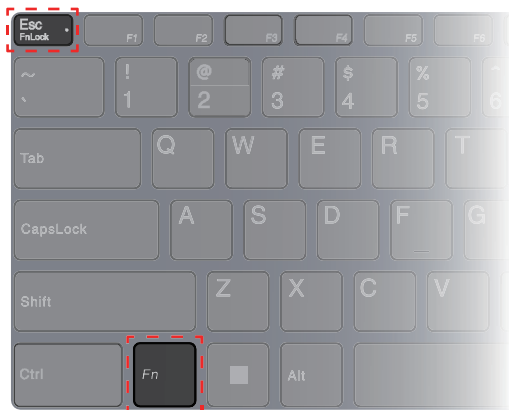 Esc
FnLock
F1 F2 F3 F4 F5 F6
~ ! @ # $ % ^
` 1 2 3 4 5 6
Tab Q W E R T
CapsLock A S D F G
Shift Z X C V
Ctrl Fn Alt